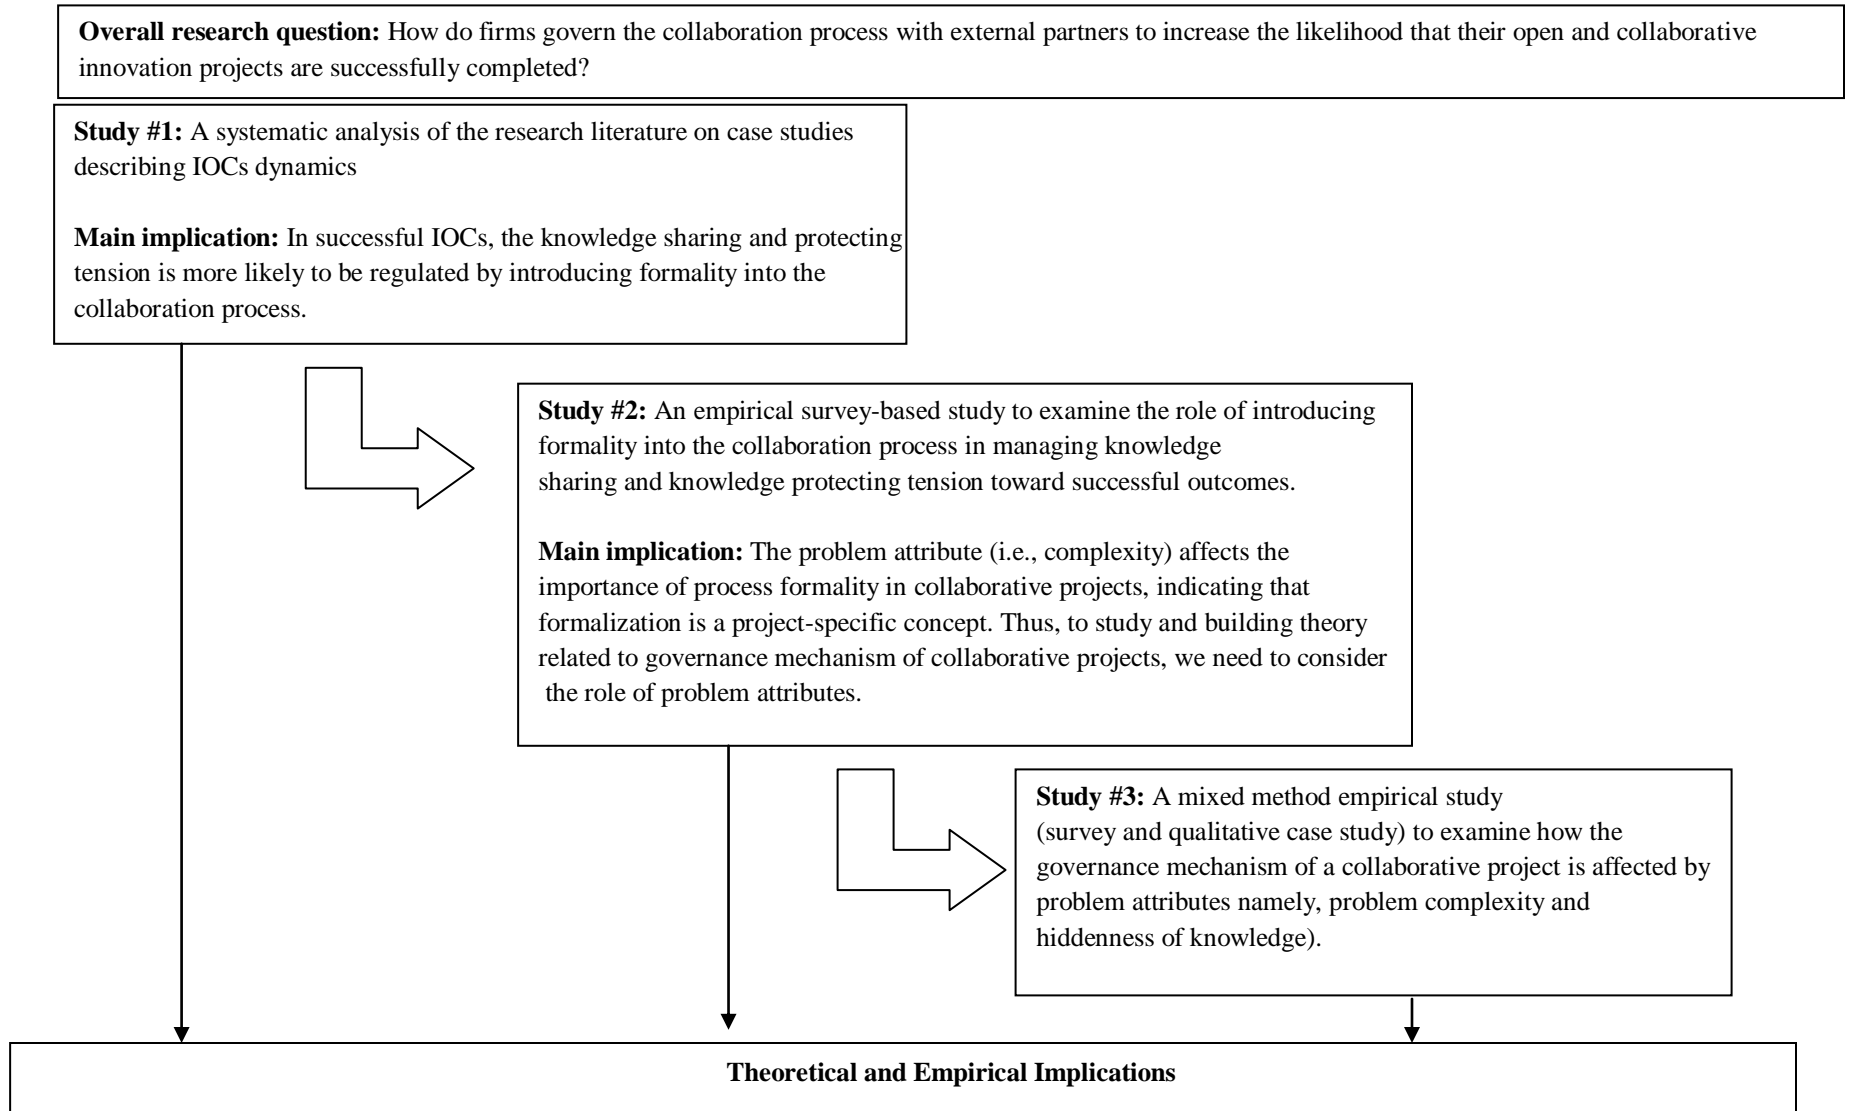 Overall research question: How do firms govern the collaboration process with external partners to increase the likelihood that their open and collaborative
innovation projects are successfully completed?
Study #1: A systematic analysis of the research literature on case studies
describing IOCs dynamics
Main implication: In successful IOCs, the knowledge sharing and protecting
tension is more likely to be regulated by introducing formality into the
collaboration process.
Study #2: An empirical survey-based study to examine the role of introducing
formality into the collaboration process in managing knowledge
sharing and knowledge protecting tension toward successful outcomes.
Main implication: The problem attribute (i.e., complexity) affects the
importance of process formality in collaborative projects, indicating that
formalization is a project-specific concept. Thus, to study and building theory
related to governance mechanism of collaborative projects, we need to consider
the role of problem attributes.
Study #3: A mixed method empirical study
(survey and qualitative case study) to examine how the
governance mechanism of a collaborative project is affected by
problem attributes namely, problem complexity and
hiddenness of knowledge).
Theoretical and Empirical Implications